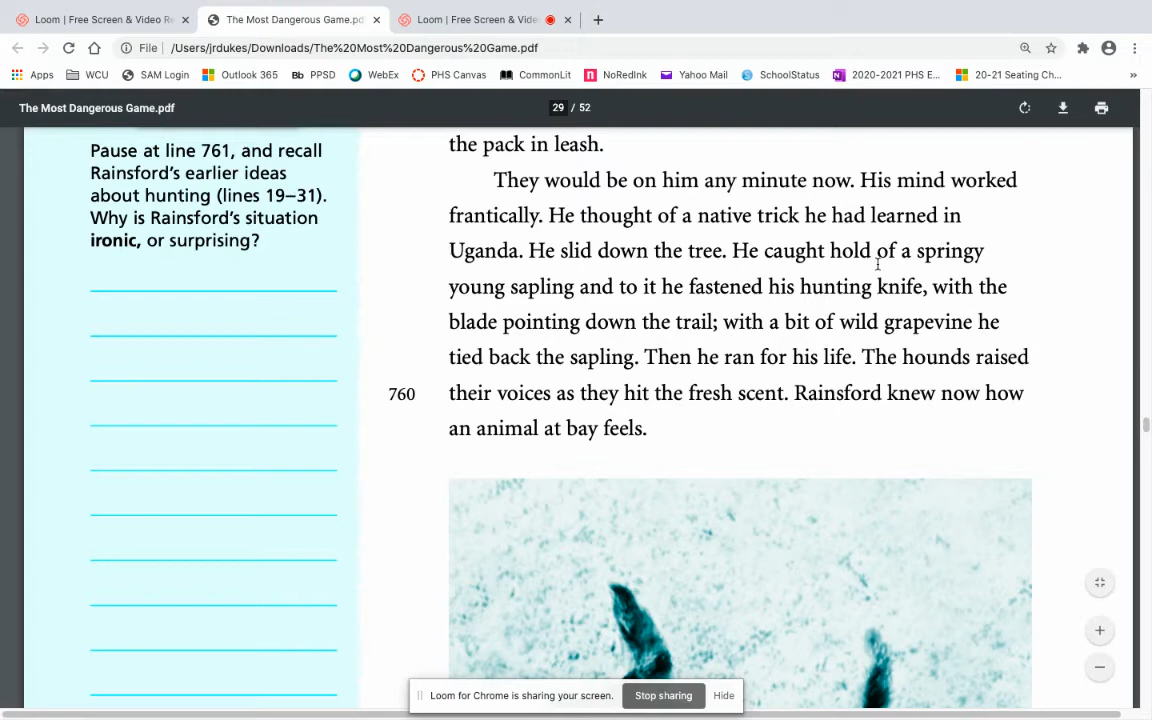 Loom | Free Screen & Video Re
The Most Dangerous Game.pd
Loom | Free Screen & Vide
File /Users/jrdukes/Downloads/The%20Most%20Dangerous%20Game.pdf
Apps WCU SAM Login Outlook 365 Bb PPSD WebEx PHS Canvas CommonLit NoRedInk Yahoo Mail SchoolStatus 2020-2021 PHS E... 20-21 Seating Ch... »
The Most Dangerous Game.pdf 29 / 52
Pause at line 761, and recall
Rainsford's earlier ideas
about hunting (lines 19–31).
Why is Rainsford's situation
ironic, or surprising?
the pack in leash.
They would be on him any minute now. His mind worked
frantically. He thought of a native trick he had learned in
Uganda. He slid down the tree. He caught hold of a springy
young sapling and to it he fastened his hunting knife, with the
blade pointing down the trail; with a bit of wild grapevine he
tied back the sapling. Then he ran for his life. The hounds raised
760 their voices as they hit the fresh scent. Rainsford knew now how
an animal at bay feels.
Loom for Chrome is sharing your screen. Stop sharing Hide